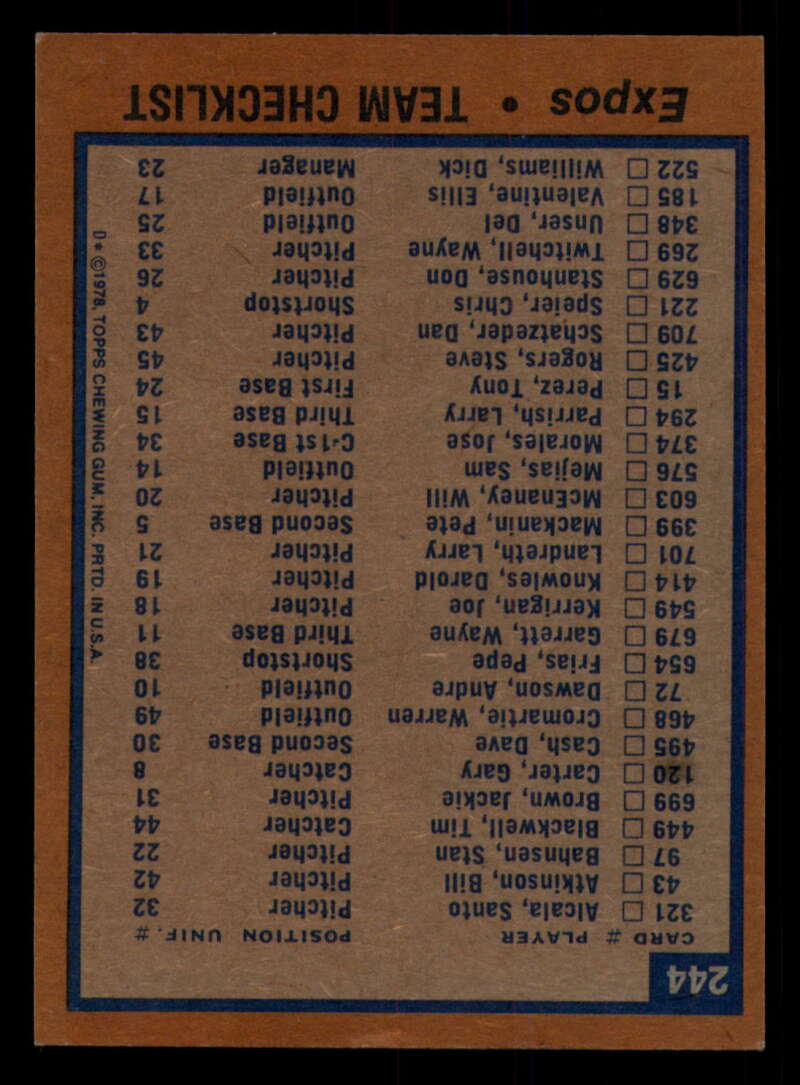 244
CARD # PLAYER POSITION UNIF. #
321 □ Alcala, Santo Pitcher 32
43 □ Atkinson, Bill Pitcher 42
97 □ Bahnsen, Stan Pitcher 22
449 □ Blackwell, Tim Catcher 44
699 □ Brown, Jackie Pitcher 31
120 □ Carter, Gary Catcher 8
495 □ Cash, Dave Second Base 30
468 □ Cromartie, Warren Outfield 49
72 □ Dawson, Andre Outfield 10
654 □ Frias, Pepe Shortstop 38
679 □ Garrett, Wayne Third Base 11
549 □ Kerrigan, Joe Pitcher 18
414 □ Knowles, Darold Pitcher 19
701 □ Landreth, Larry Pitcher 21
399 □ Mackanin, Pete Second Base 5
603 □ McEnaney, Will Pitcher 20
576 □ Mejias, Sam Outfield 14
374 □ Morales, Jose C-1st Base 34
294 □ Parrish, Larry Third Base 15
15 □ Perez, Tony First Base 24
425 □ Rogers, Steve Pitcher 45
709 □ Schatzeder, Dan Pitcher 43
221 □ Speier, Chris Shortstop 4
629 □ Stanhouse, Don Pitcher 26
269 □ Twitchell, Wayne Pitcher 33
348 □ Unser, Del Outfield 25
185 □ Valentine, Ellis Outfield 17
522 □ Williams, Dick Manager 23
Expos • TEAM CHECKLIST
D* ©1978, TOPPS CHEWING GUM, INC. PRTD. IN U.S.A.